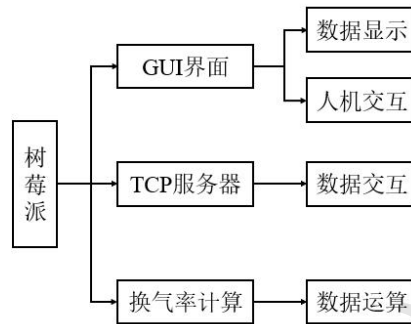 数据显示
GUI界面
人机交互
树莓派
TCP服务器
数据交互
换气率计算
数据运算